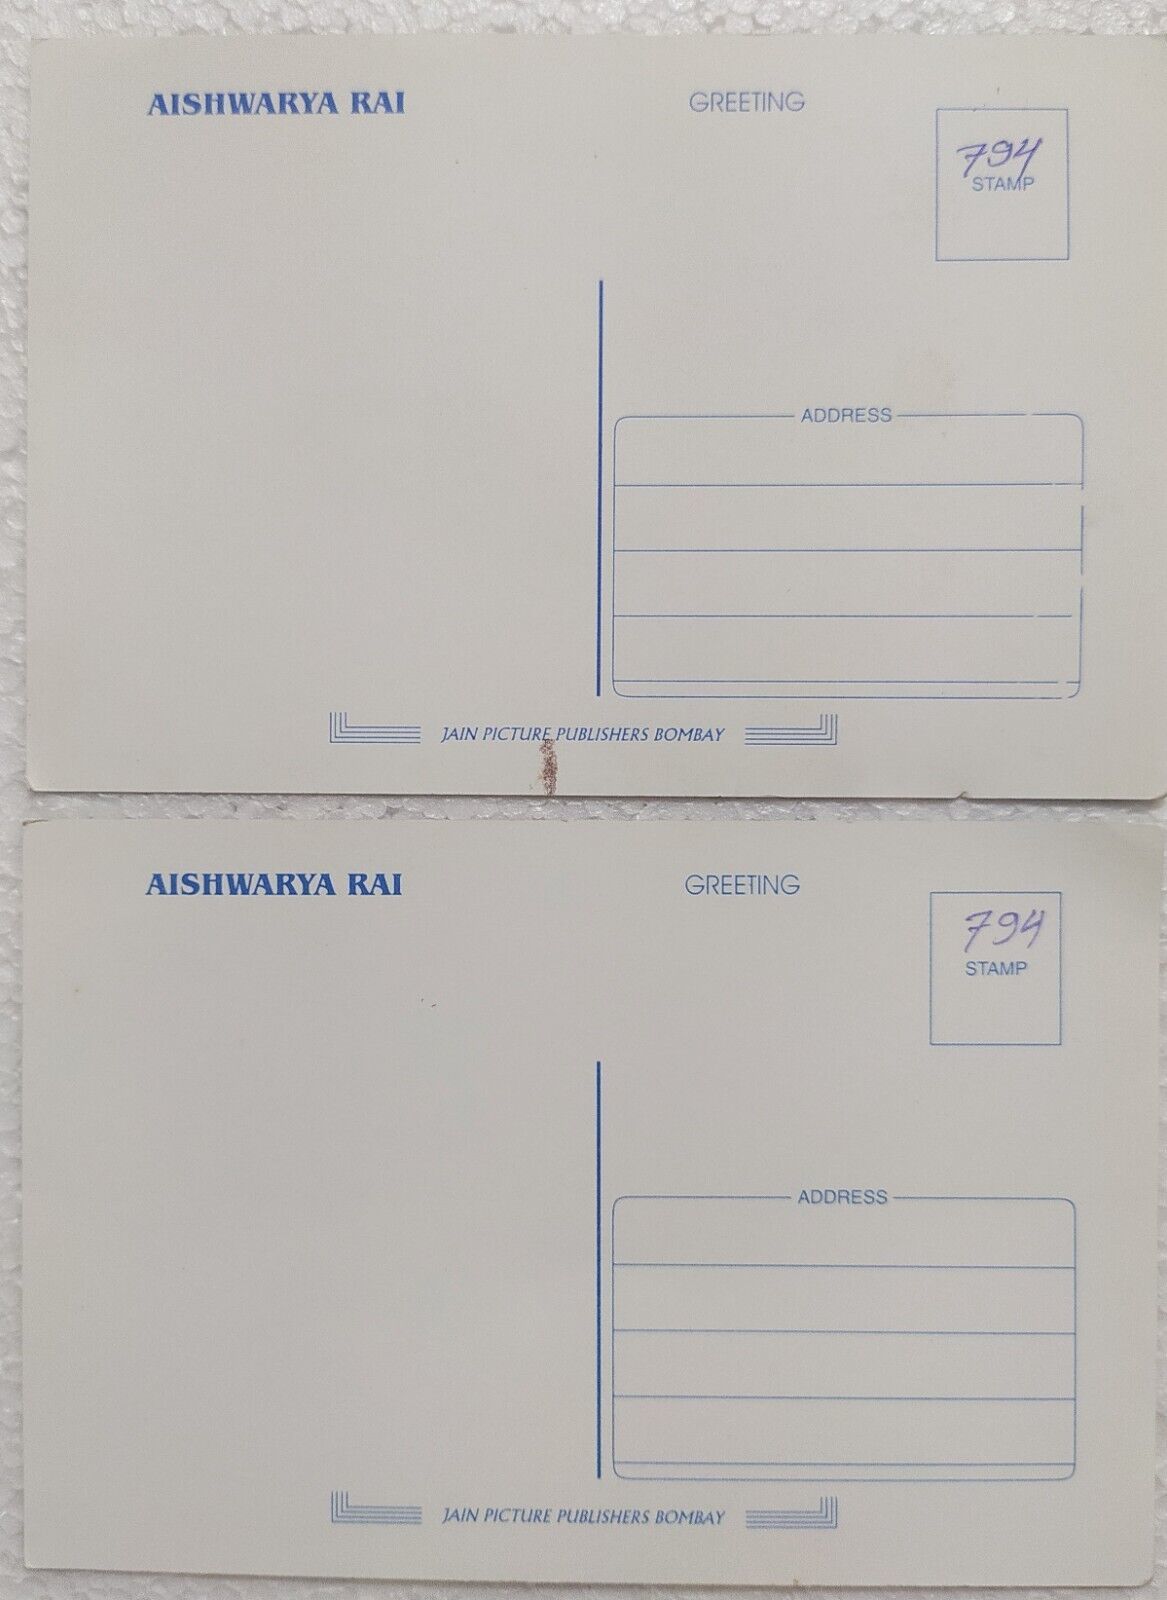 AISHWARYA RAI
GREETING
794
STAMP
ADDRESS
JAIN PICTURE PUBLISHERS BOMBAY
AISHWARYA RAI
GREETING
794
STAMP
ADDRESS
JAIN PICTURE PUBLISHERS BOMBAY